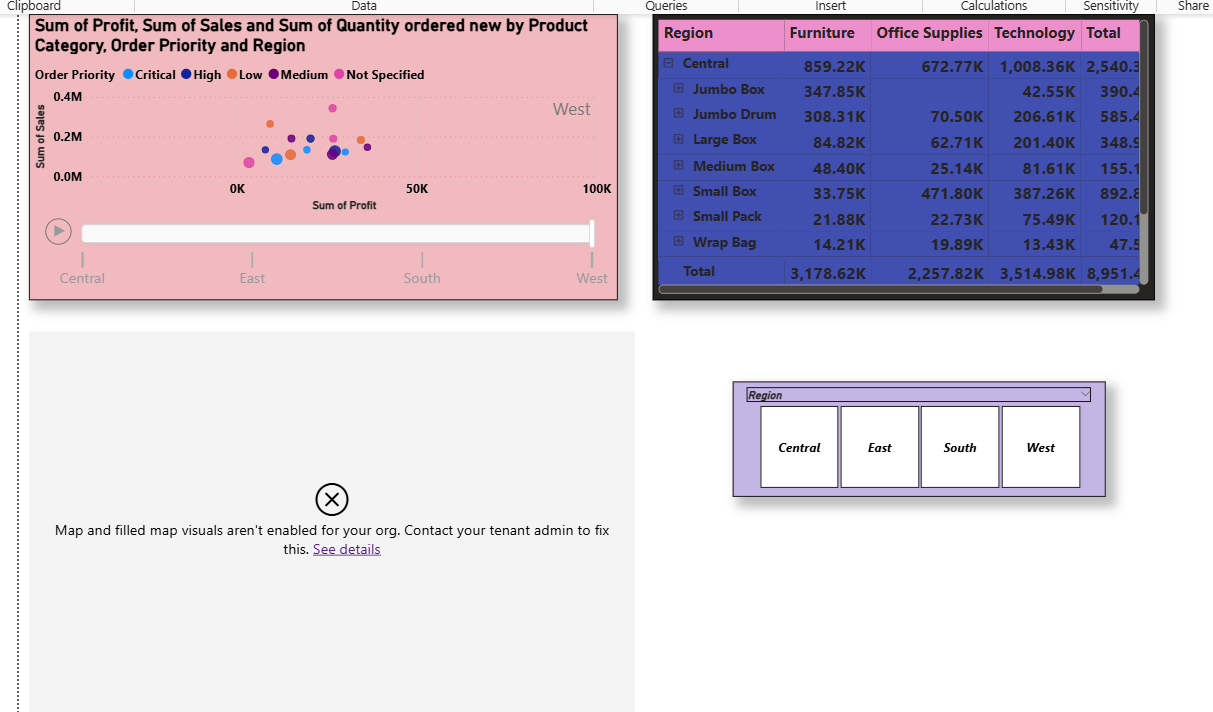 Clipboard Data Queries Insert Calculations Sensitivity Share
Sum of Profit, Sum of Sales and Sum of Quantity ordered new by Product
Category, Order Priority and Region
Order Priority Critical High Low Medium Not Specified
0.4M
West
0.2M
0.0M
Sum of Sales
0K 50K 100K
Sum of Profit
Central East South West
Region Furniture Office Supplies Technology Total
Central 859.22K 672.77K 1,008.36K 2,540.3
Jumbo Box 347.85K 42.55K 390.4
Jumbo Drum 308.31K 70.50K 206.61K 585.4
Large Box 84.82K 62.71K 201.40K 348.9
Medium Box 48.40K 25.14K 81.61K 155.1
Small Box 33.75K 471.80K 387.26K 892.8
Small Pack 21.88K 22.73K 75.49K 120.1
Wrap Bag 14.21K 19.89K 13.43K 47.5
Total 3,178.62K 2,257.82K 3,514.98K 8,951.4
Region
Central East South West
Map and filled map visuals aren't enabled for your org. Contact your tenant admin to fix
this. See details